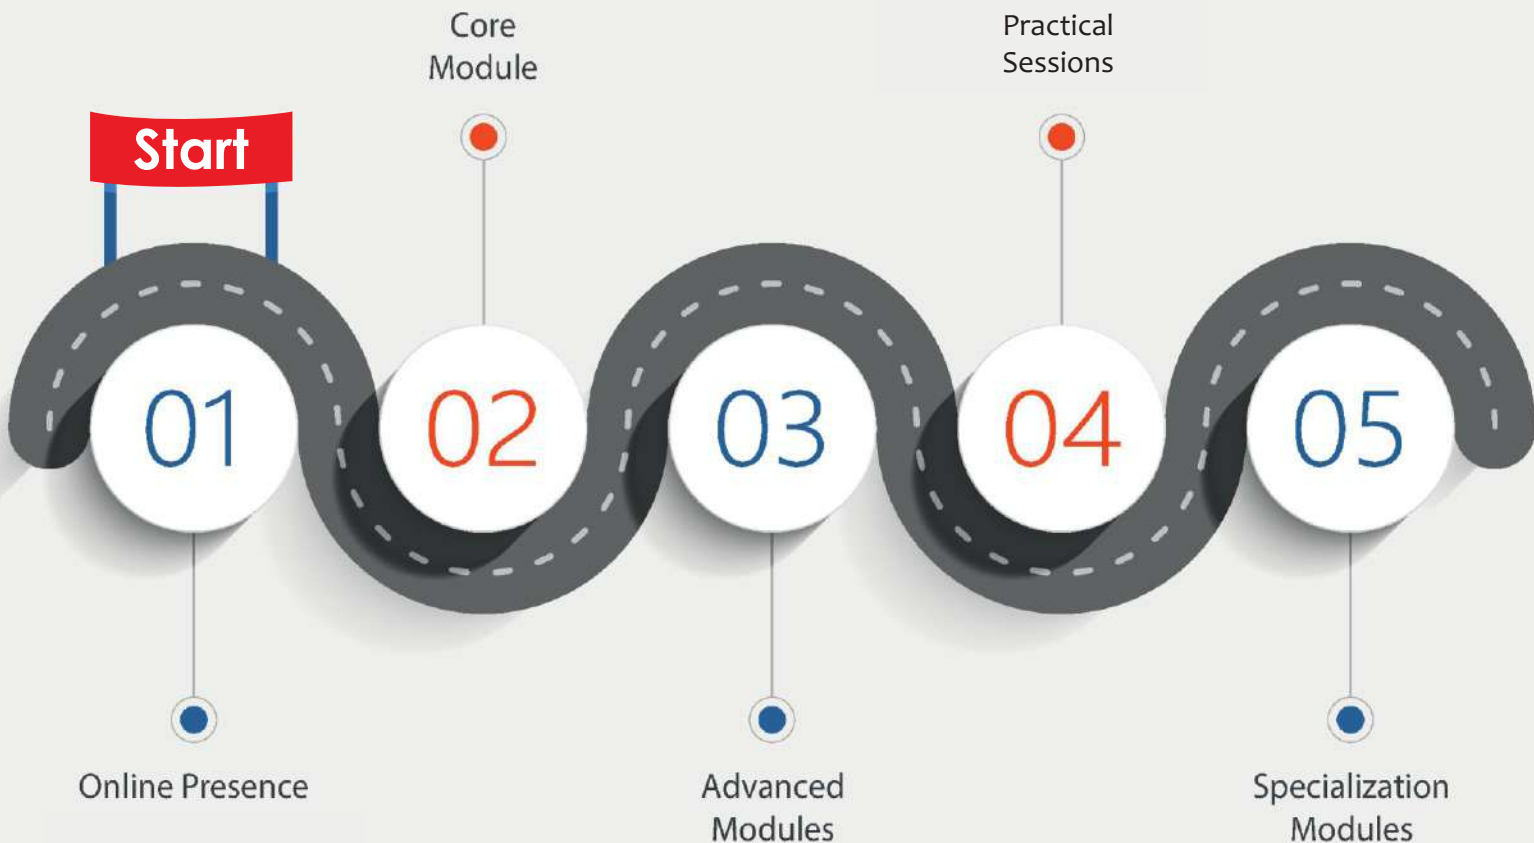 Core
Module
Practical
Sessions
Start
01
02
03
04
05
Online Presence
Advanced
Modules
Specialization
Modules